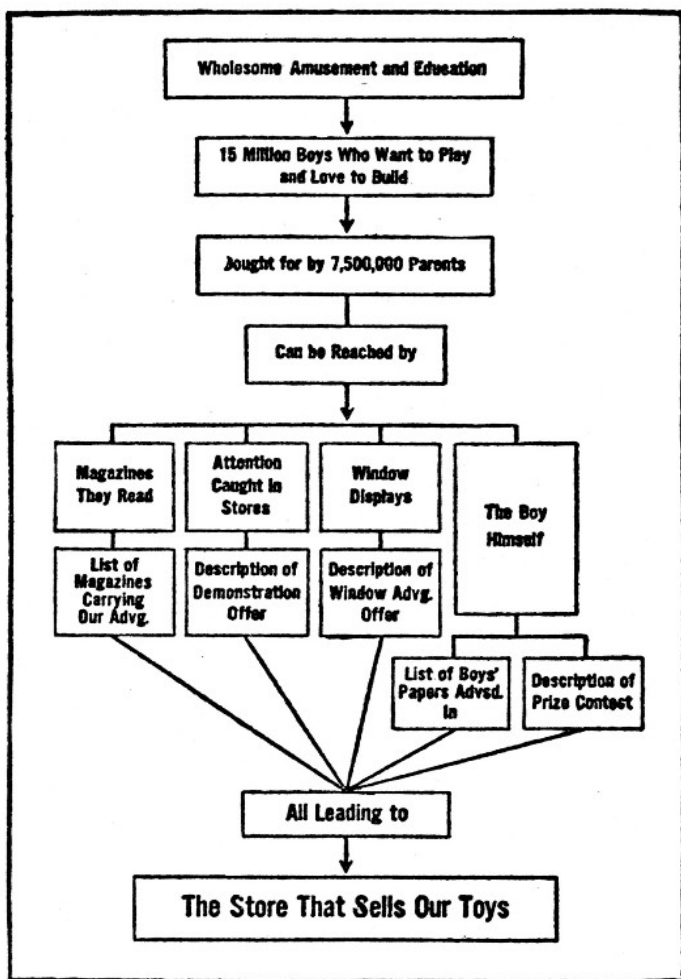 Wholesome Amusement and Education
15 Million Boys Who Want to Play
and Love to Build
Bought for by 7,500,000 Parents
Can be Reached by
Magazines
They Read
Attention
Caught in
Stores
Window
Displays
The Boy
Himself
List of
Magazines
Carrying
Our Advg.
Description of
Demonstration
Offer
Description of
Window Advg.
Offer
List of Boys'
Papers Advsd.
In
Description of
Prize Contest
All Leading to
The Store That Sells Our Toys